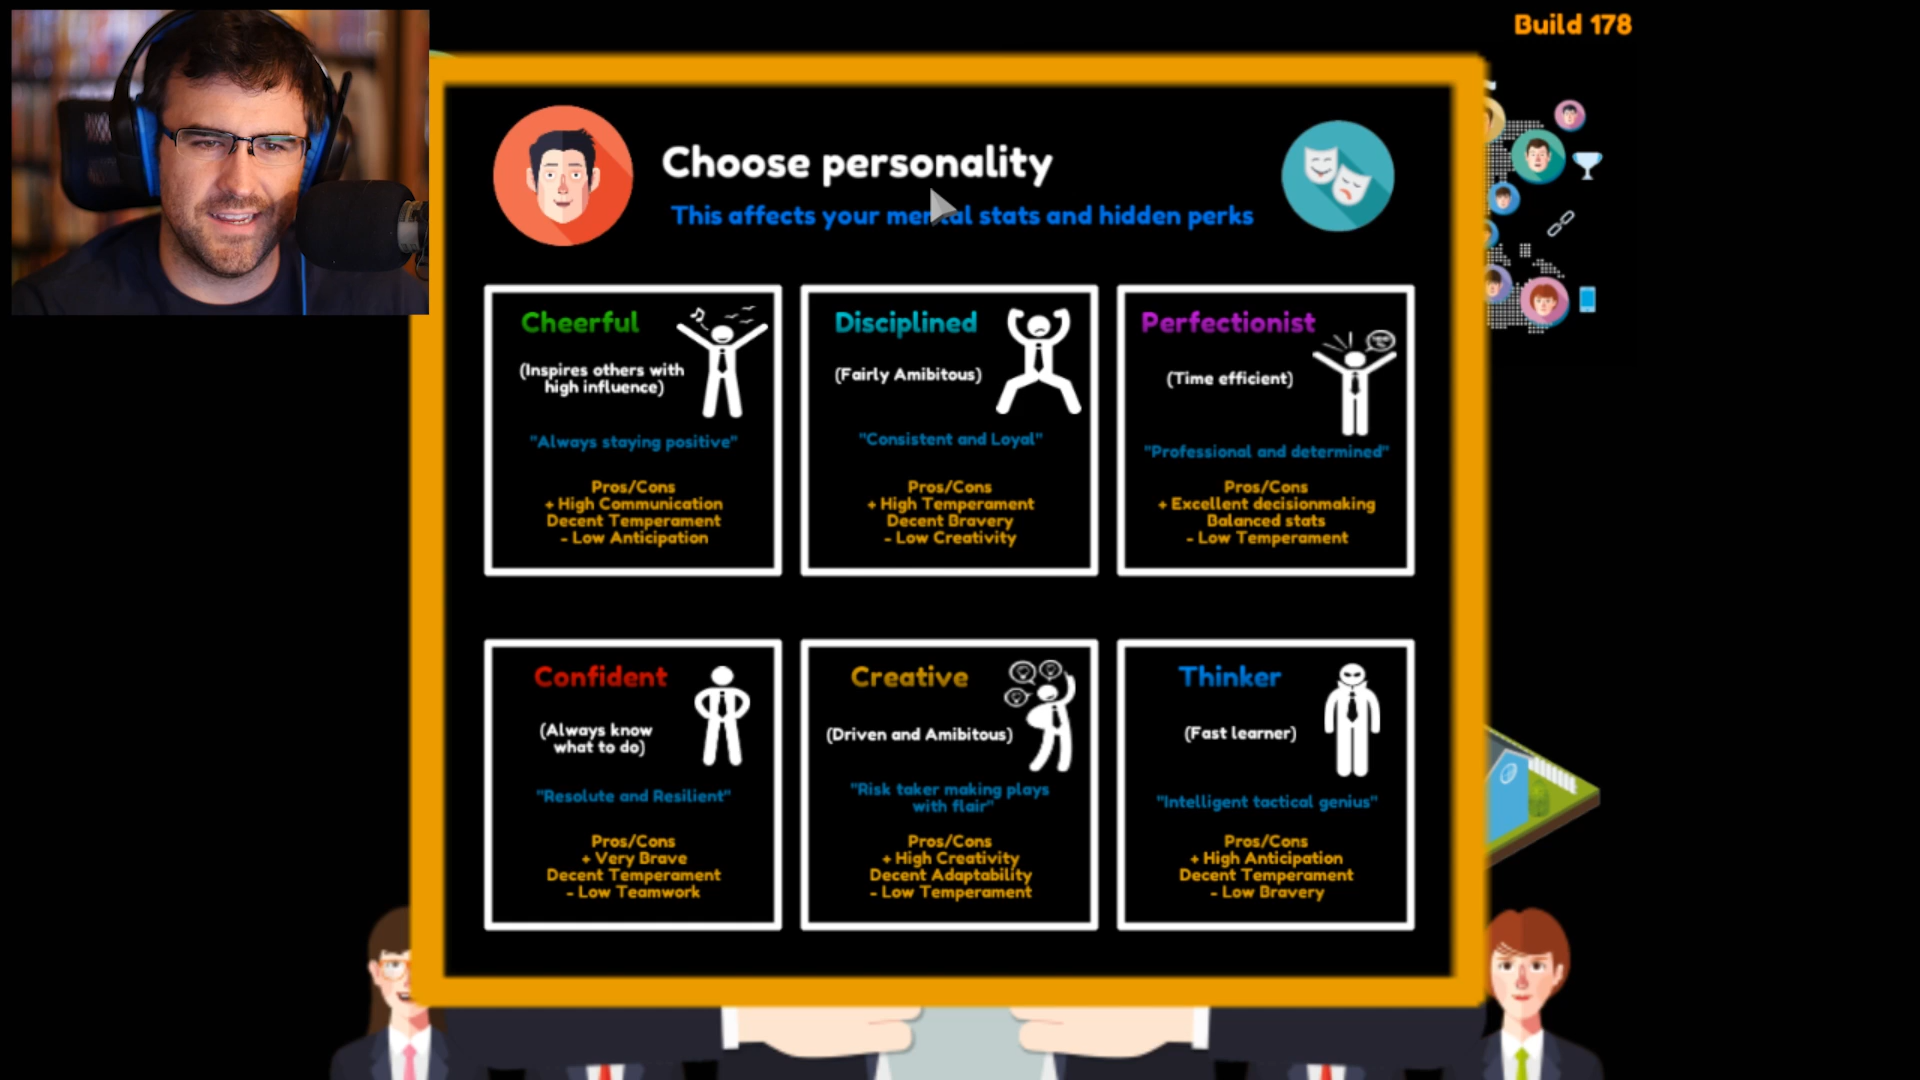 Build 178
Choose personality
This affects your mental stats and hidden perks
Cheerful
(Inspires others with
high influence)
"Always staying positive"
Pros/Cons
+ High Communication
Decent Temperament
- Low Anticipation
Disciplined
(Fairly Amibitous)
"Consistent and Loyal"
Pros/Cons
+ High Temperament
Decent Bravery
- Low Creativity
Perfectionist
(Time efficient)
"Professional and determined"
Pros/Cons
+ Excellent decisionmaking
Balanced stats
- Low Temperament
Confident
(Always know
what to do)
"Resolute and Resilient"
Pros/Cons
+ Very Brave
Decent Temperament
- Low Teamwork
Creative
(Driven and Amibitous)
"Risk taker making plays
with flair"
Pros/Cons
+ High Creativity
Decent Adaptability
- Low Temperament
Thinker
(Fast learner)
"Intelligent tactical genius"
Pros/Cons
+ High Anticipation
Decent Temperament
- Low Bravery